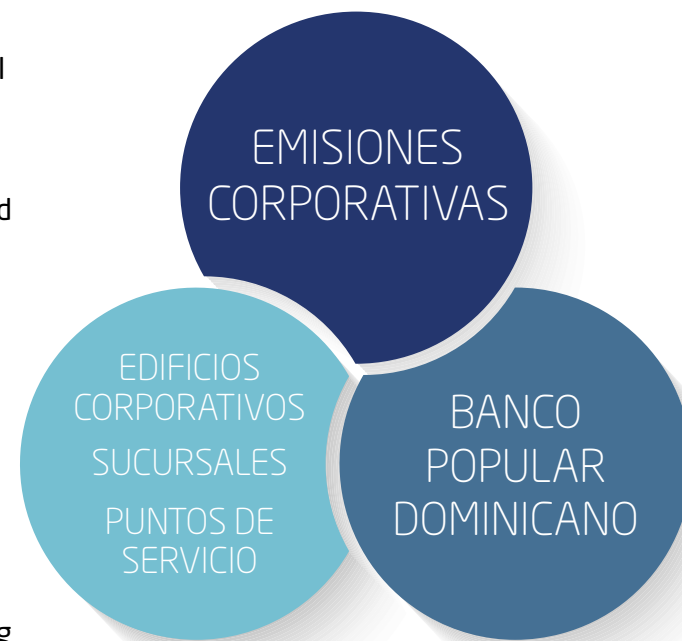 l
d
EMISIONES
CORPORATIVAS
EDIFICIOS
CORPORATIVOS
SUCURSALES
PUNTOS DE
SERVICIO
BANCO
POPULAR
DOMINICANO
g